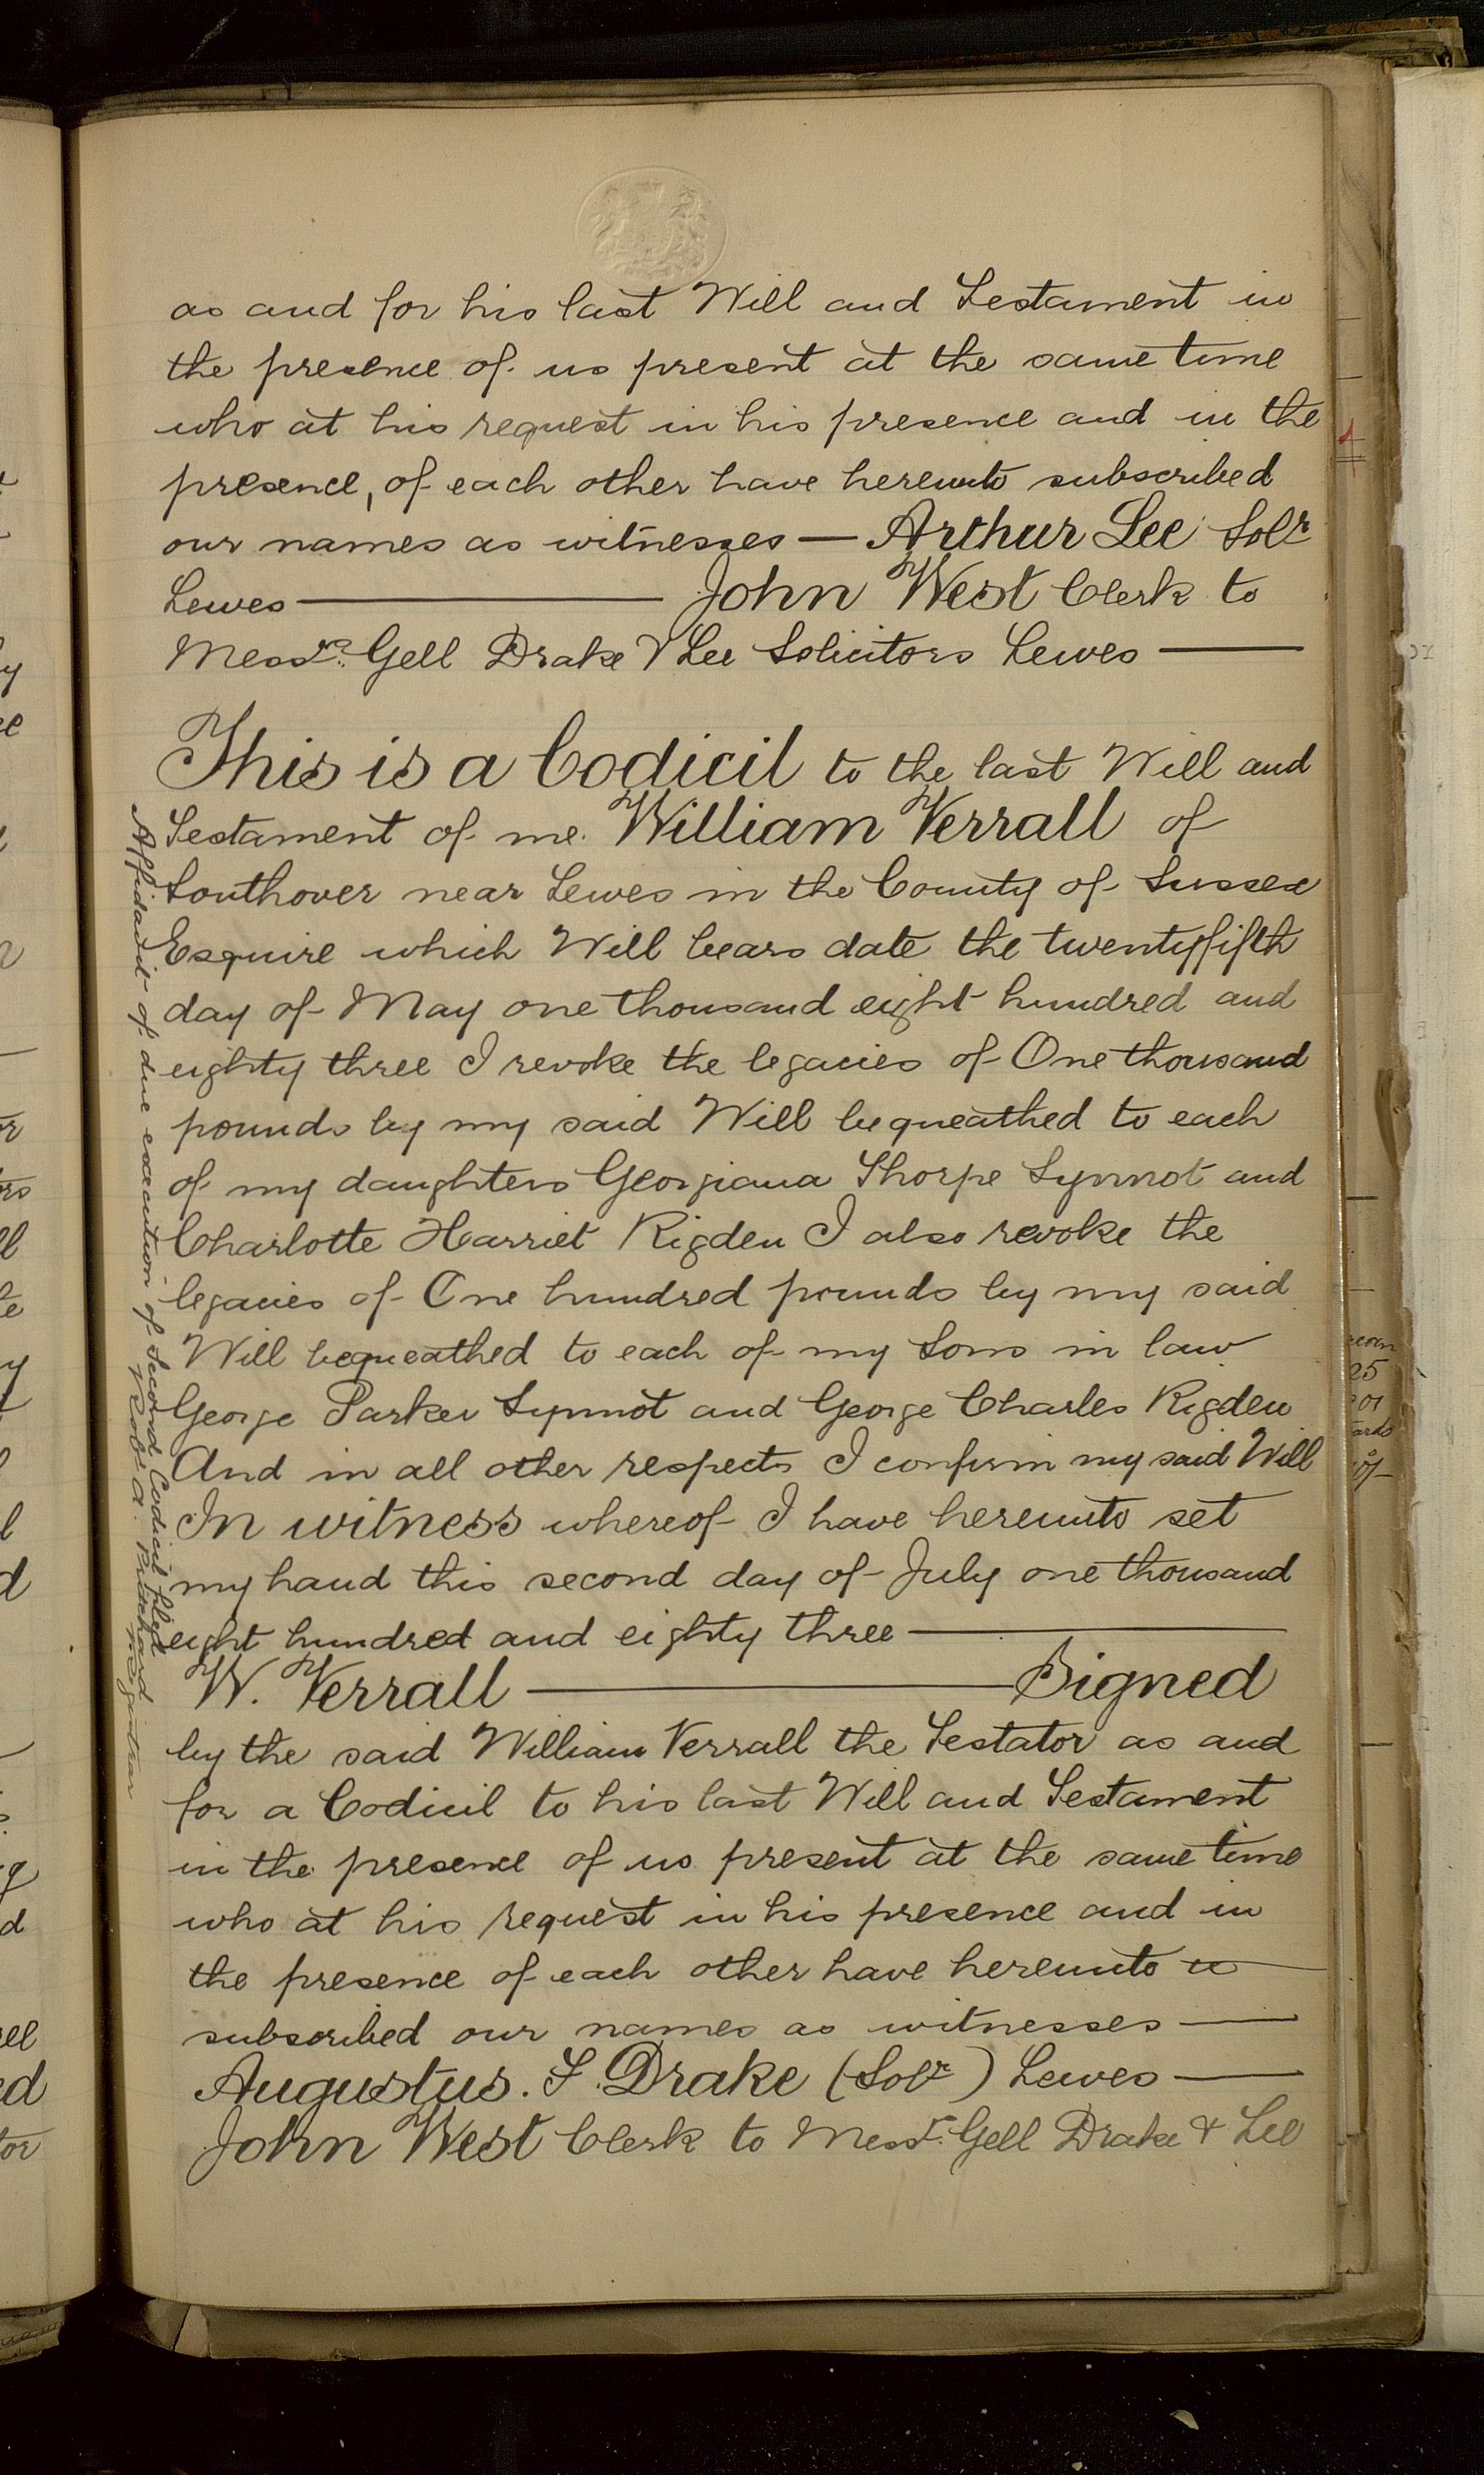 as and for his last Will and Testament in
the presence of us present at the same time
who at his request in his presence and in the
presence, of each other have hereunto subscribed
our names as witnesses — Arthur Lee Solr
Lewes — John West Clerk to
Messrs. Gell Drake & Lee Solicitors Lewes —
This is a Codicil to the last Will and
Testament of me William Verrall of
Southover near Lewes in the County of Sussex
Esquire which Will bears date the twentyfifth
day of May one thousand eight hundred and
eighty three I revoke the legacies of One thousand
pounds by my said Will bequeathed to each
of my daughters Georgiana Thorpe Synnot and
Charlotte Harriet Rigden I also revoke the
legacies of One hundred pounds by my said
Will bequeathed to each of my Sons in law
George Parker Synnot and George Charles Rigden
And in all other respects I confirm my said Will
In witness whereof I have hereunto set
my hand this second day of July one thousand
eight hundred and eighty three —
W. Verrall — Signed
by the said William Verrall the Testator as and
for a Codicil to his last Will and Testament
in the presence of us present at the same time
who at his request in his presence and in
the presence of each other have hereunto
subscribed our names as witnesses —
Augustus. F. Drake (Solr) Lewes —
John West Clerk to Messr. Gell Drake & Lee
Affidavit of due execution of Second Codicil filed
Robt. A. Pritchard
Registrar